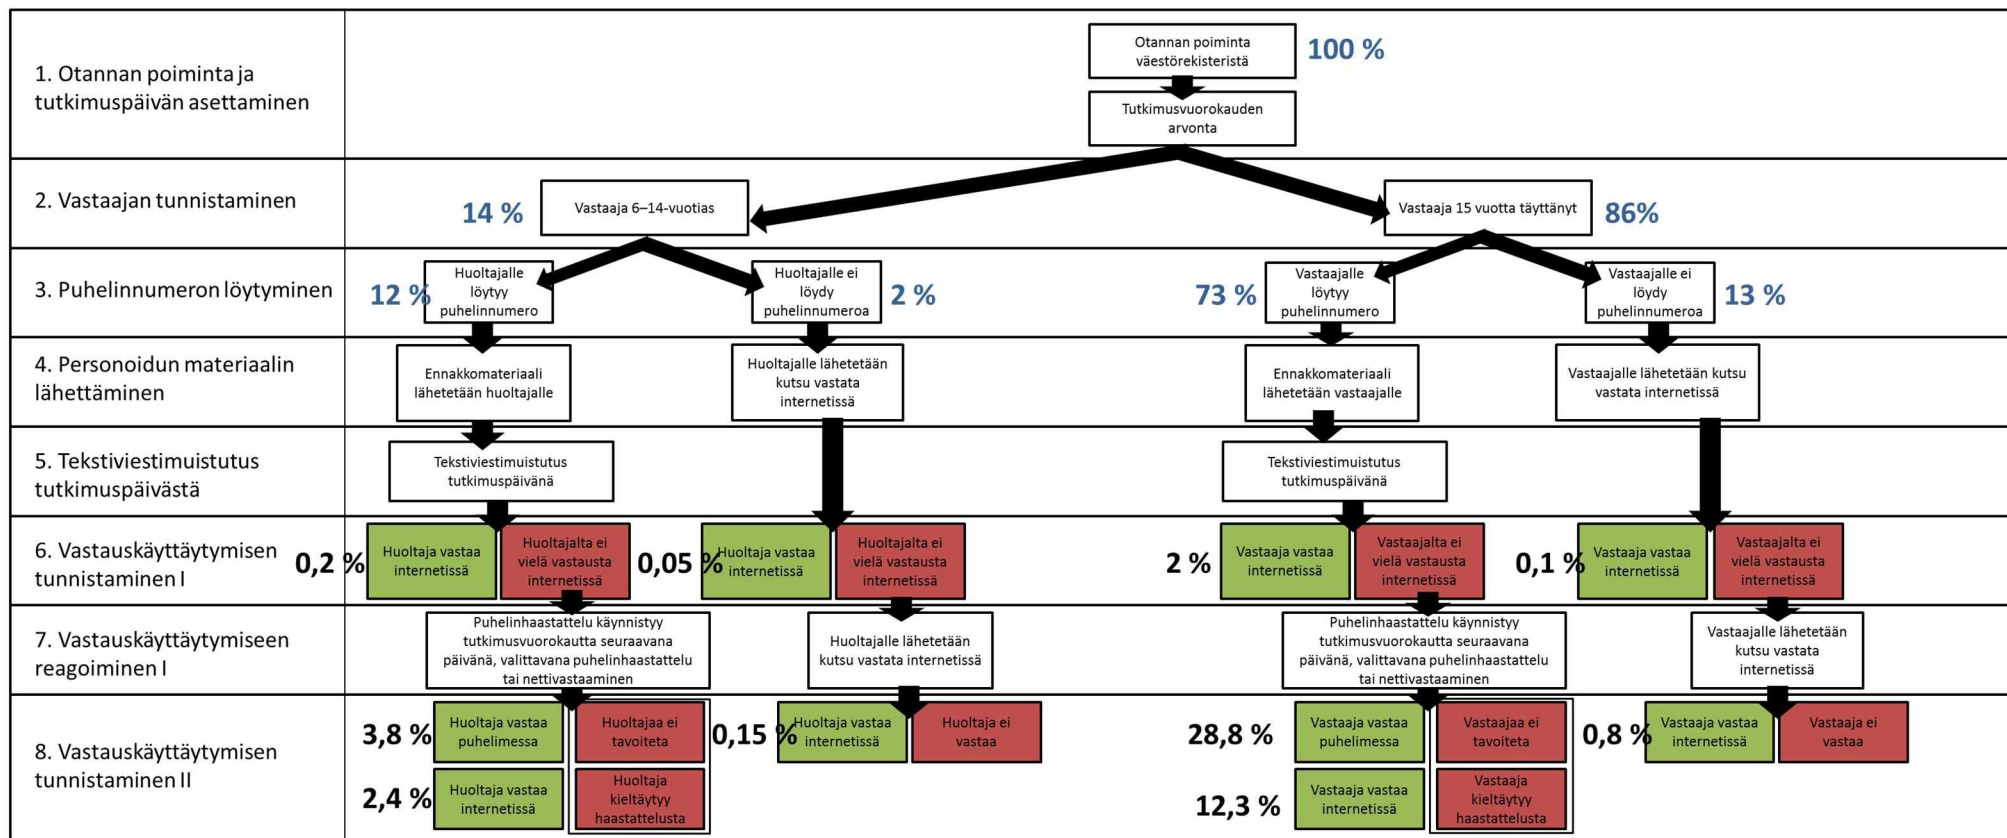 1. Otannan poiminta ja
tutkimuspäivän asettaminen
Otannan poiminta
väestörekisteristä
100 %
Tutkimusvuorokauden
arvonta
2. Vastaajan tunnistaminen
14 %
Vastaaja 6–14-vuotias
Vastaaja 15 vuotta täyttänyt
86%
3. Puhelinnumeron löytyminen
12 %
Huoltajalle
löytyy
puhelinnumero
Huoltajalle ei
löydy
puhelinnumeroa
2 %
73 %
Vastaajalle
löytyy
puhelinnumero
Vastaajalle ei
löydy
puhelinnumeroa
13 %
4. Personoidun materiaalin
lähettäminen
Ennakkomateriaali
lähetetään huoltajalle
Huoltajalle lähetetään
kutsu vastata
internetissä
Ennakkomateriaali
lähetetään vastaajalle
Vastaajalle lähetetään kutsu
vastata internetissä
5. Tekstiviestimuistutus
tutkimuspäivästä
Tekstiviestimuistutus
tutkimuspäivänä
Tekstiviestimuistutus
tutkimuspäivänä
6. Vastauskäyttäytymisen
tunnistaminen I
0,2 %
Huoltaja vastaa
internetissä
Huoltajalta ei
vielä vastausta
internetissä
0,05 %
Huoltaja vastaa
internetissä
Huoltajalta ei
vielä vastausta
internetissä
2 %
Vastaaja vastaa
internetissä
Vastaajalta ei
vielä vastausta
internetissä
0,1 %
Vastaaja vastaa
internetissä
Vastaajalta ei
vielä vastausta
internetissä
7. Vastauskäyttäytymiseen
reagoiminen I
Puhelinhaastattelu käynnistyy
tutkimusvuorokautta seuraavana
päivänä, valittavana puhelinhaastattelu
tai nettivastaaminen
Huoltajalle lähetetään
kutsu vastata internetissä
Puhelinhaastattelu käynnistyy
tutkimusvuorokautta seuraavana
päivänä, valittavana puhelinhaastattelu
tai nettivastaaminen
Vastaajalle lähetetään
kutsu vastata
internetissä
8. Vastauskäyttäytymisen
tunnistaminen II
3,8 %
Huoltaja vastaa
puhelimessa
Huoltajaa ei
tavoiteta
0,15 %
Huoltaja vastaa
internetissä
Huoltaja ei
vastaa
28,8 %
Vastaaja vastaa
puhelimessa
Vastaajaa ei
tavoiteta
0,8 %
Vastaaja vastaa
internetissä
Vastaaja ei
vastaa
2,4 %
Huoltaja vastaa
internetissä
Huoltaja
kieltäytyy
haastattelusta
12,3 %
Vastaaja vastaa
internetissä
Vastaaja
kieltäytyy
haastattelusta